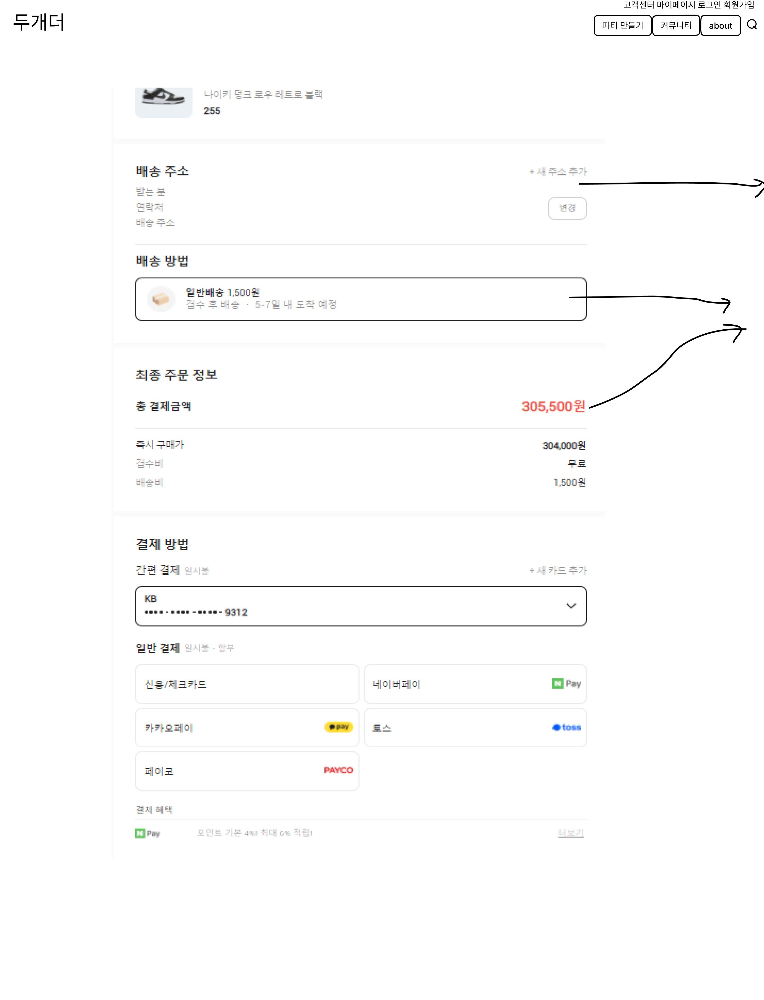 고객센터 마이페이지 로그인 회원가입
두개더
파티 만들기 커뮤니티 about
나이키 덩크 로우 레트로 블랙
255
배송 주소 + 새 주소 추가
받는 분
연락처 변경
배송 주소
배송 방법
일반배송 1,500원
검수 후 배송 · 5-7일 내 도착 예정
최종 주문 정보
총 결제금액 305,500원
즉시 구매가 304,000원
검수비 무료
배송비 1,500원
결제 방법
간편 결제 일시불 + 새 카드 추가
KB
•••• - •••• - •••• - 9312
일반 결제 일시불 - 할부
신용/체크카드 네이버페이 N Pay
카카오페이 pay 토스 toss
페이코 PAYCO
결제 혜택
N Pay 포인트 기본 4%! 최대 6% 적립! 더보기